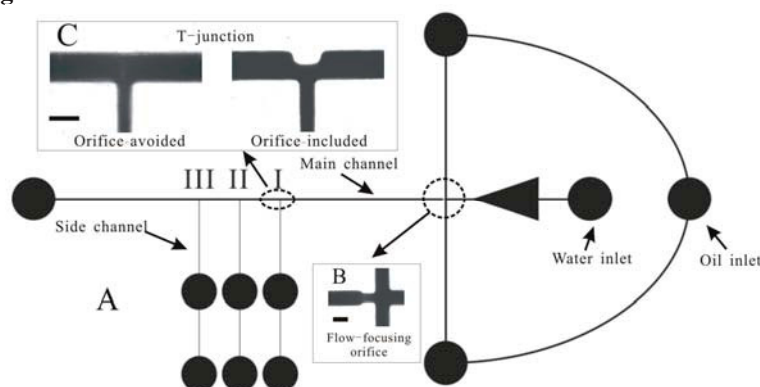 C
T-junction
Orifice-avoided
Orifice-included
Main channel
III II I
Side channel
Water inlet
Oil inlet
A
B
Flow-focusing
orifice